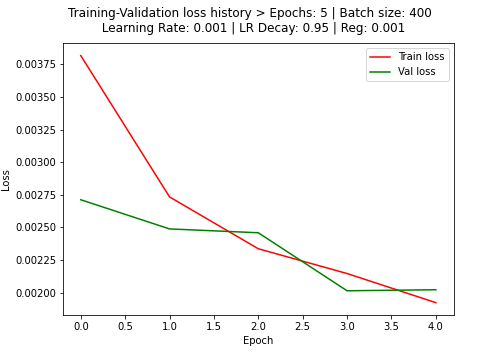 Training-Validation loss history > Epochs: 5 | Batch size: 400
Learning Rate: 0.001 | LR Decay: 0.95 | Reg: 0.001
Train loss
Val loss
0.00375
0.00350
0.00325
0.00300
0.00275
0.00250
0.00225
0.00200
Loss
0.0 0.5 1.0 1.5 2.0 2.5 3.0 3.5 4.0
Epoch